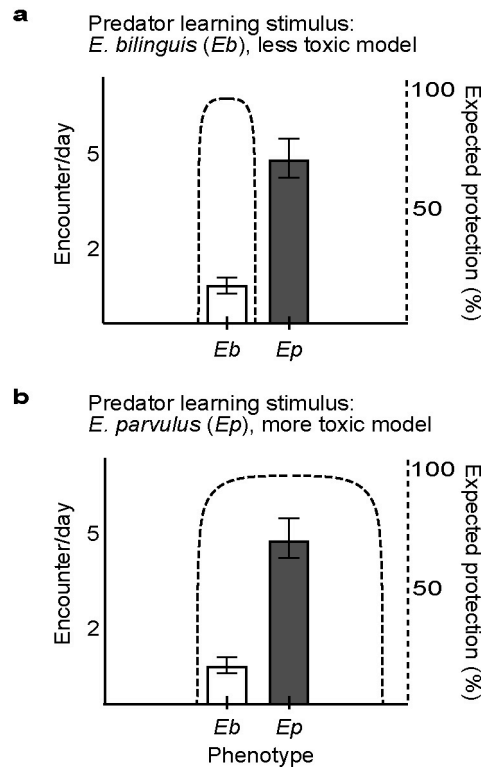 a
Predator learning stimulus:
E. bilinguis (Eb), less toxic model
Encounter/day
5
2
100
50
Expected protection (%)
Eb Ep
b
Predator learning stimulus:
E. parvulus (Ep), more toxic model
Encounter/day
5
2
100
50
Expected protection (%)
Eb Ep
Phenotype